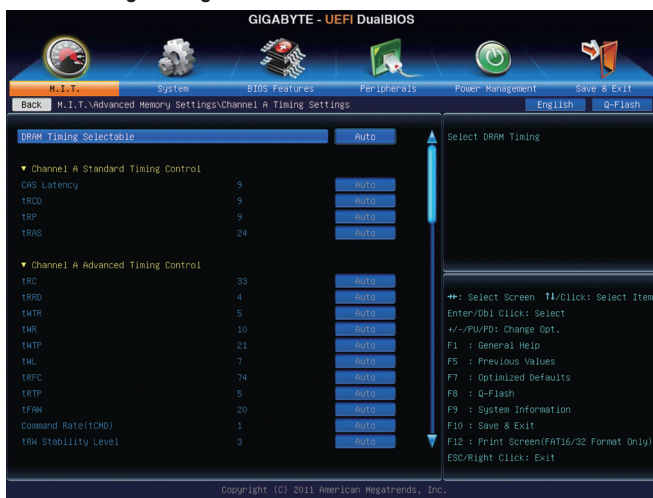 GIGABYTE - UEFI DualBIOS
M.I.T.
System
BIOS Features
Peripherals
Power Management
Save & Exit
Back M.I.T.\Advanced Memory Settings\Channel A Timing Settings
English
Q-Flash
DRAM Timing Selectable Auto
▼ Channel A Standard Timing Control
CAS Latency 9 Auto
tRCD 9 Auto
tRP 9 Auto
tRAS 24 Auto
▼ Channel A Advanced Timing Control
tRC 33 Auto
tRRD 4 Auto
tWTR 5 Auto
tWR 10 Auto
tWTP 21 Auto
tWL 7 Auto
tRFC 74 Auto
tRTP 5 Auto
tFAW 20 Auto
Command Rate(tCMD) 1 Auto
tRW Stability Level 3 Auto
Select DRAM Timing
→←: Select Screen ↑↓/Click: Select Item
Enter/Dbl Click: Select
+/-/PU/PD: Change Opt.
F1 : General Help
F5 : Previous Values
F7 : Optimized Defaults
F8 : Q-Flash
F9 : System Information
F10 : Save & Exit
F12 : Print Screen(FAT16/32 Format Only)
ESC/Right Click: Exit
Copyright (C) 2011 American Megatrends, Inc.